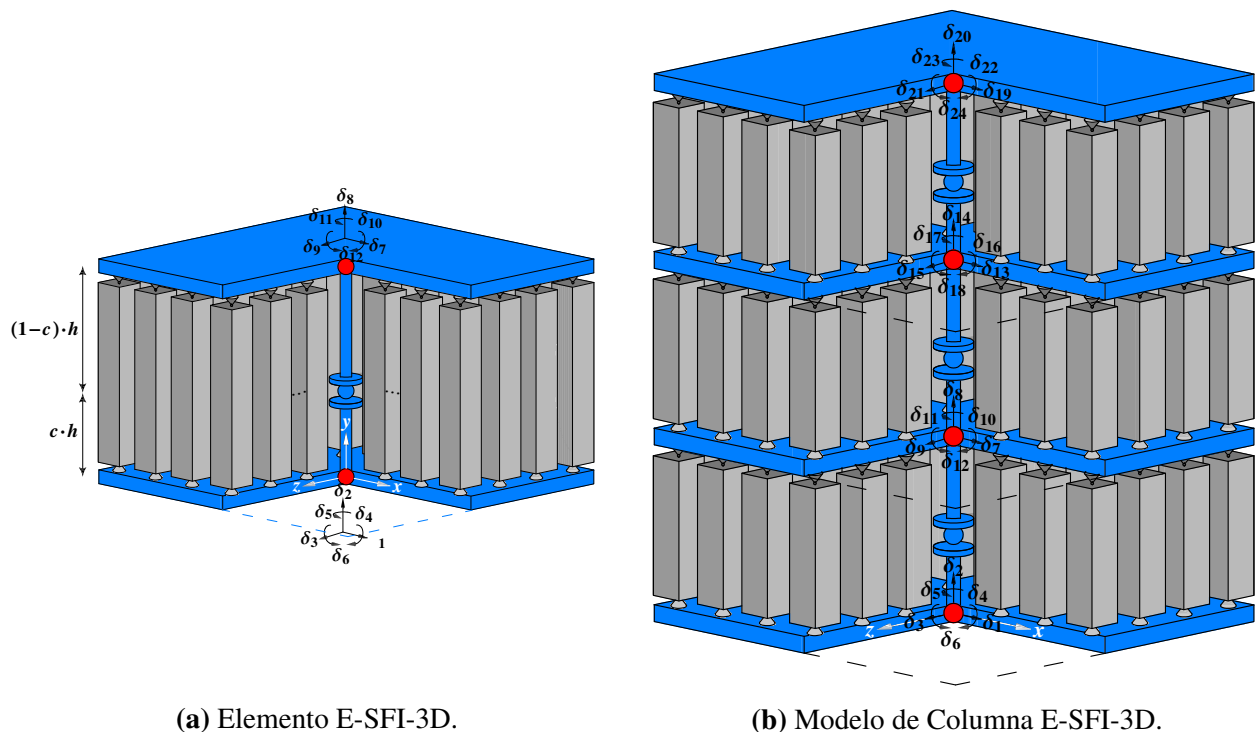 δ8
δ11 δ10
δ9 δ7
δ12
(1−c)·h
c·h
y
z x
δ2
δ5 δ4
δ3 1
δ6
(a) Elemento E-SFI-3D.
δ20
δ23 δ22
δ21 δ19
δ24
δ14
δ17 δ16
δ15 δ13
δ18
δ8
δ11 δ10
δ9 δ7
δ12
δ2
δ5 δ4
z δ3 δ1 x
δ6
(b) Modelo de Columna E-SFI-3D.